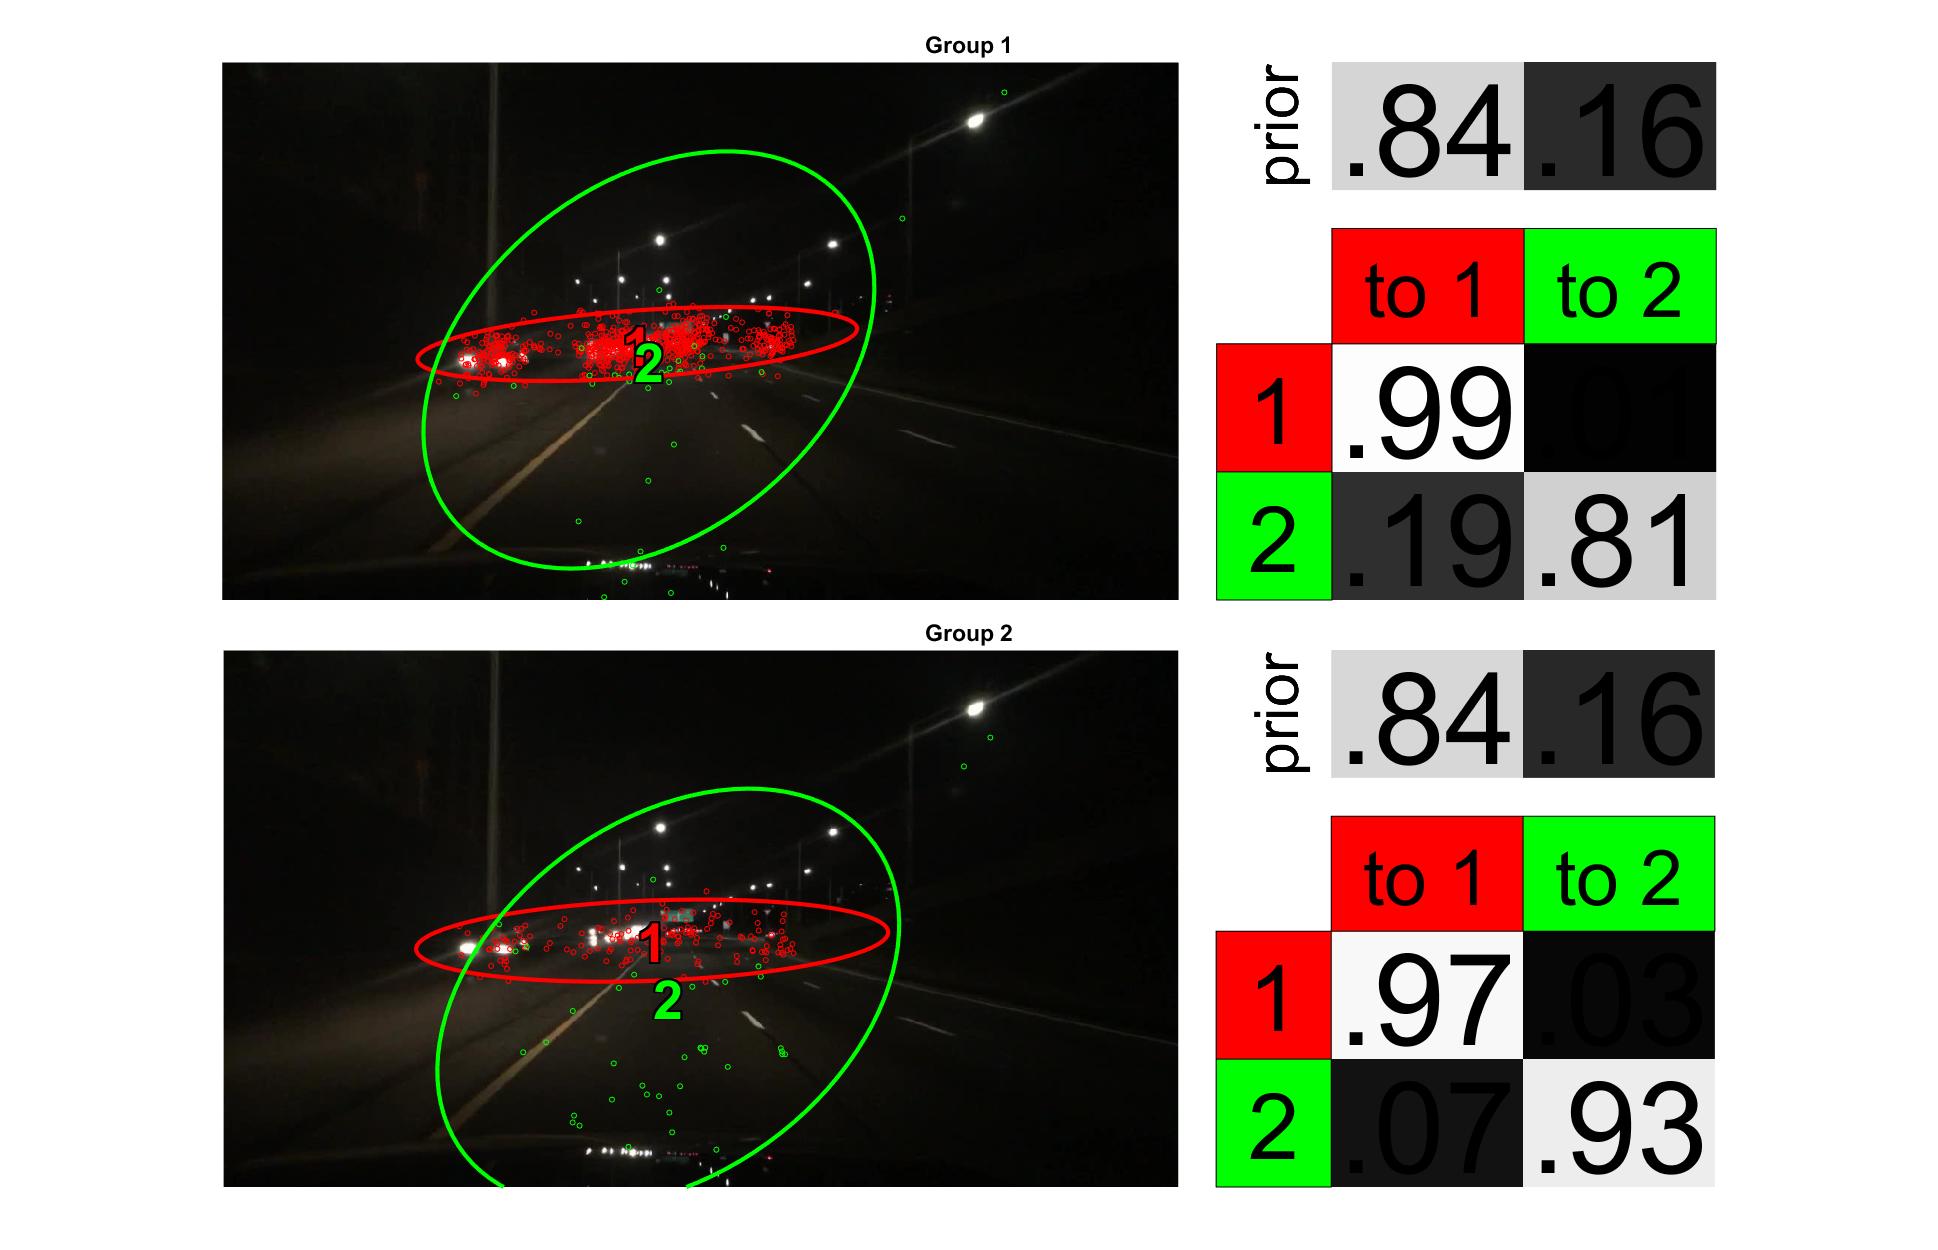 Group 1
1
2
prior .84 .16
to 1 to 2
1 .99 .01
2 .19 .81
Group 2
1
2
prior .84 .16
to 1 to 2
1 .97 .03
2 .07 .93